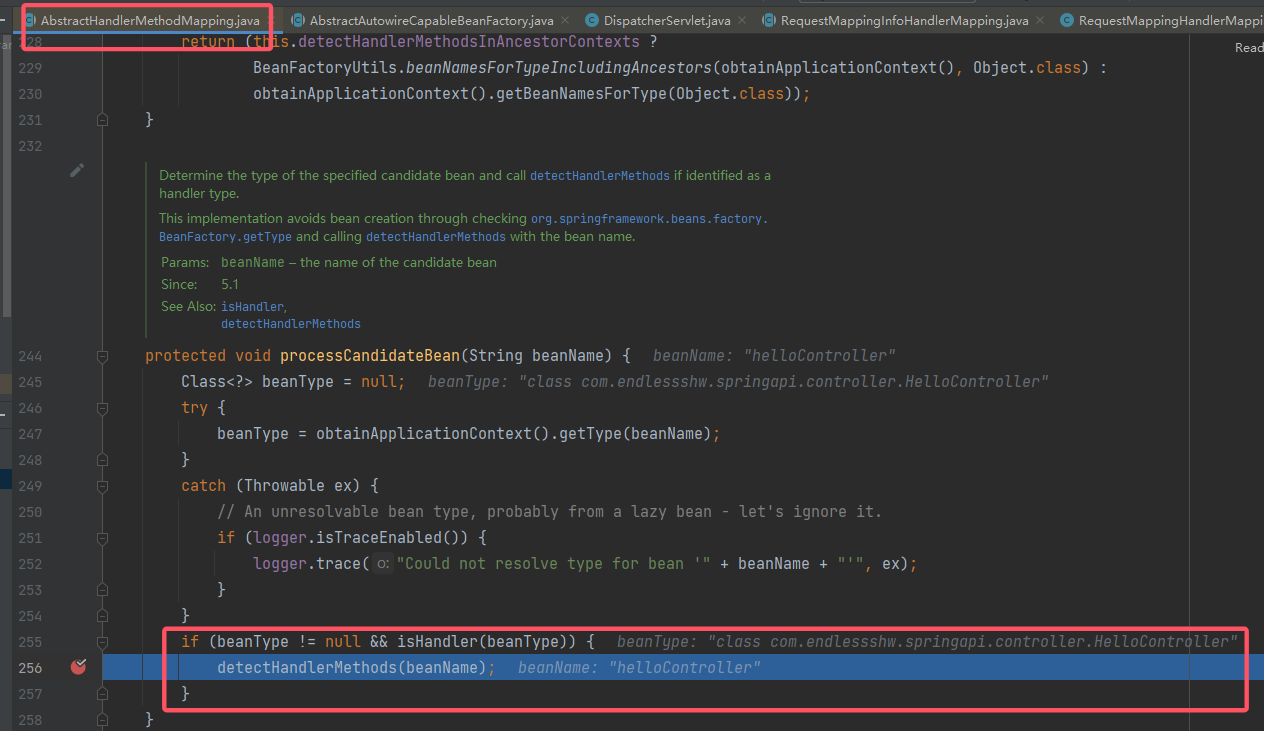 AbstractHandlerMethodMapping.java AbstractAutowireCapableBeanFactory.java DispatcherServlet.java RequestMappingInfoHandlerMapping.java RequestMappingHandlerMappi
Read
228 return (this.detectHandlerMethodsInAncestorContexts ?
229 BeanFactoryUtils.beanNamesForTypeIncludingAncestors(obtainApplicationContext(), Object.class) :
230 obtainApplicationContext().getBeanNamesForType(Object.class));
231 }
232
Determine the type of the specified candidate bean and call detectHandlerMethods if identified as a
handler type.
This implementation avoids bean creation through checking org.springframework.beans.factory.
BeanFactory.getType and calling detectHandlerMethods with the bean name.
Params: beanName – the name of the candidate bean
Since: 5.1
See Also: isHandler,
detectHandlerMethods
244 protected void processCandidateBean(String beanName) { beanName: "helloController"
245 Class<?> beanType = null; beanType: "class com.endlessshw.springapi.controller.HelloController"
246 try {
247 beanType = obtainApplicationContext().getType(beanName);
248 }
249 catch (Throwable ex) {
250 // An unresolvable bean type, probably from a lazy bean - let's ignore it.
251 if (logger.isTraceEnabled()) {
252 logger.trace( o: "Could not resolve type for bean '" + beanName + "'", ex);
253 }
254 }
255 if (beanType != null && isHandler(beanType)) { beanType: "class com.endlessshw.springapi.controller.HelloController"
256 detectHandlerMethods(beanName); beanName: "helloController"
257 }
258 }